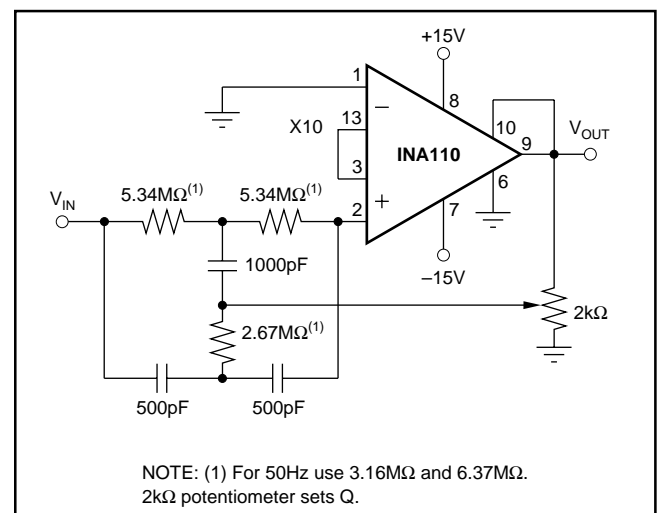 +15V
1
8
13
10
X10
V_OUT
INA110
9
3
6
5.34MΩ(1)
5.34MΩ(1)
V_IN
2
7
1000pF
–15V
2kΩ
2.67MΩ(1)
500pF
500pF
NOTE: (1) For 50Hz use 3.16MΩ and 6.37MΩ.
2kΩ potentiometer sets Q.